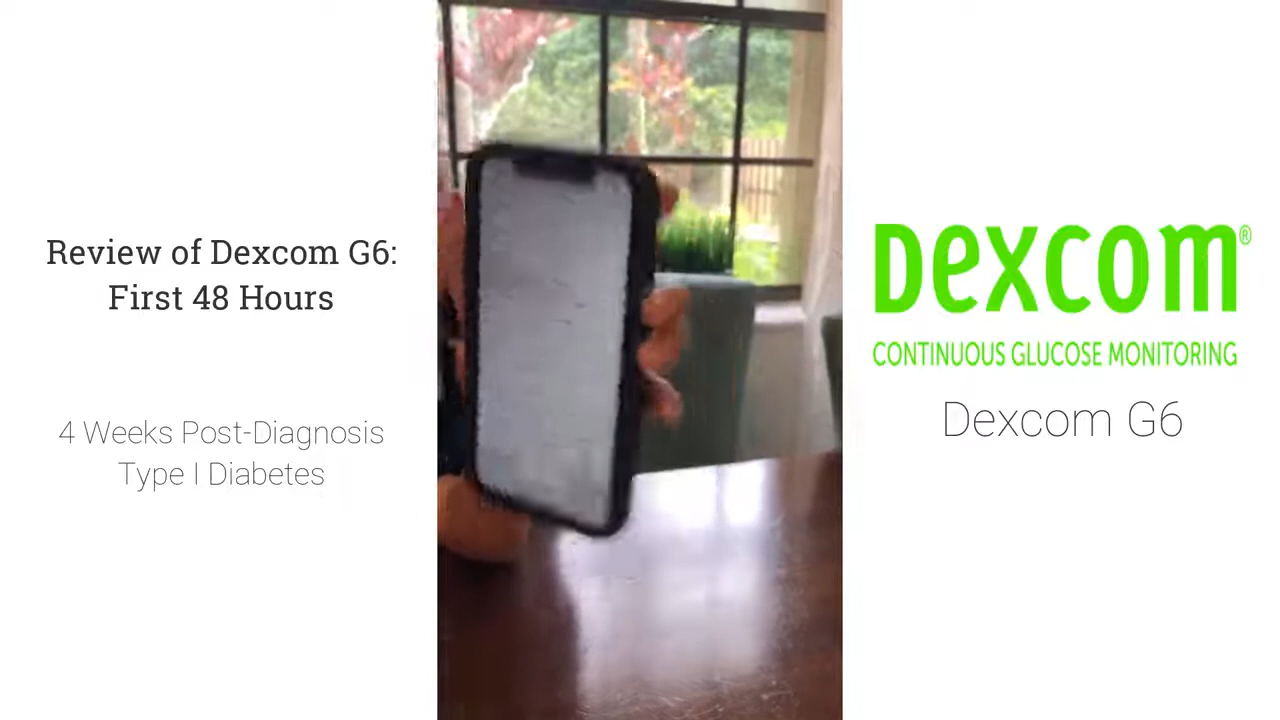 Review of Dexcom G6:
First 48 Hours
4 Weeks Post-Diagnosis
Type I Diabetes
Dexcom®
CONTINUOUS GLUCOSE MONITORING
Dexcom G6